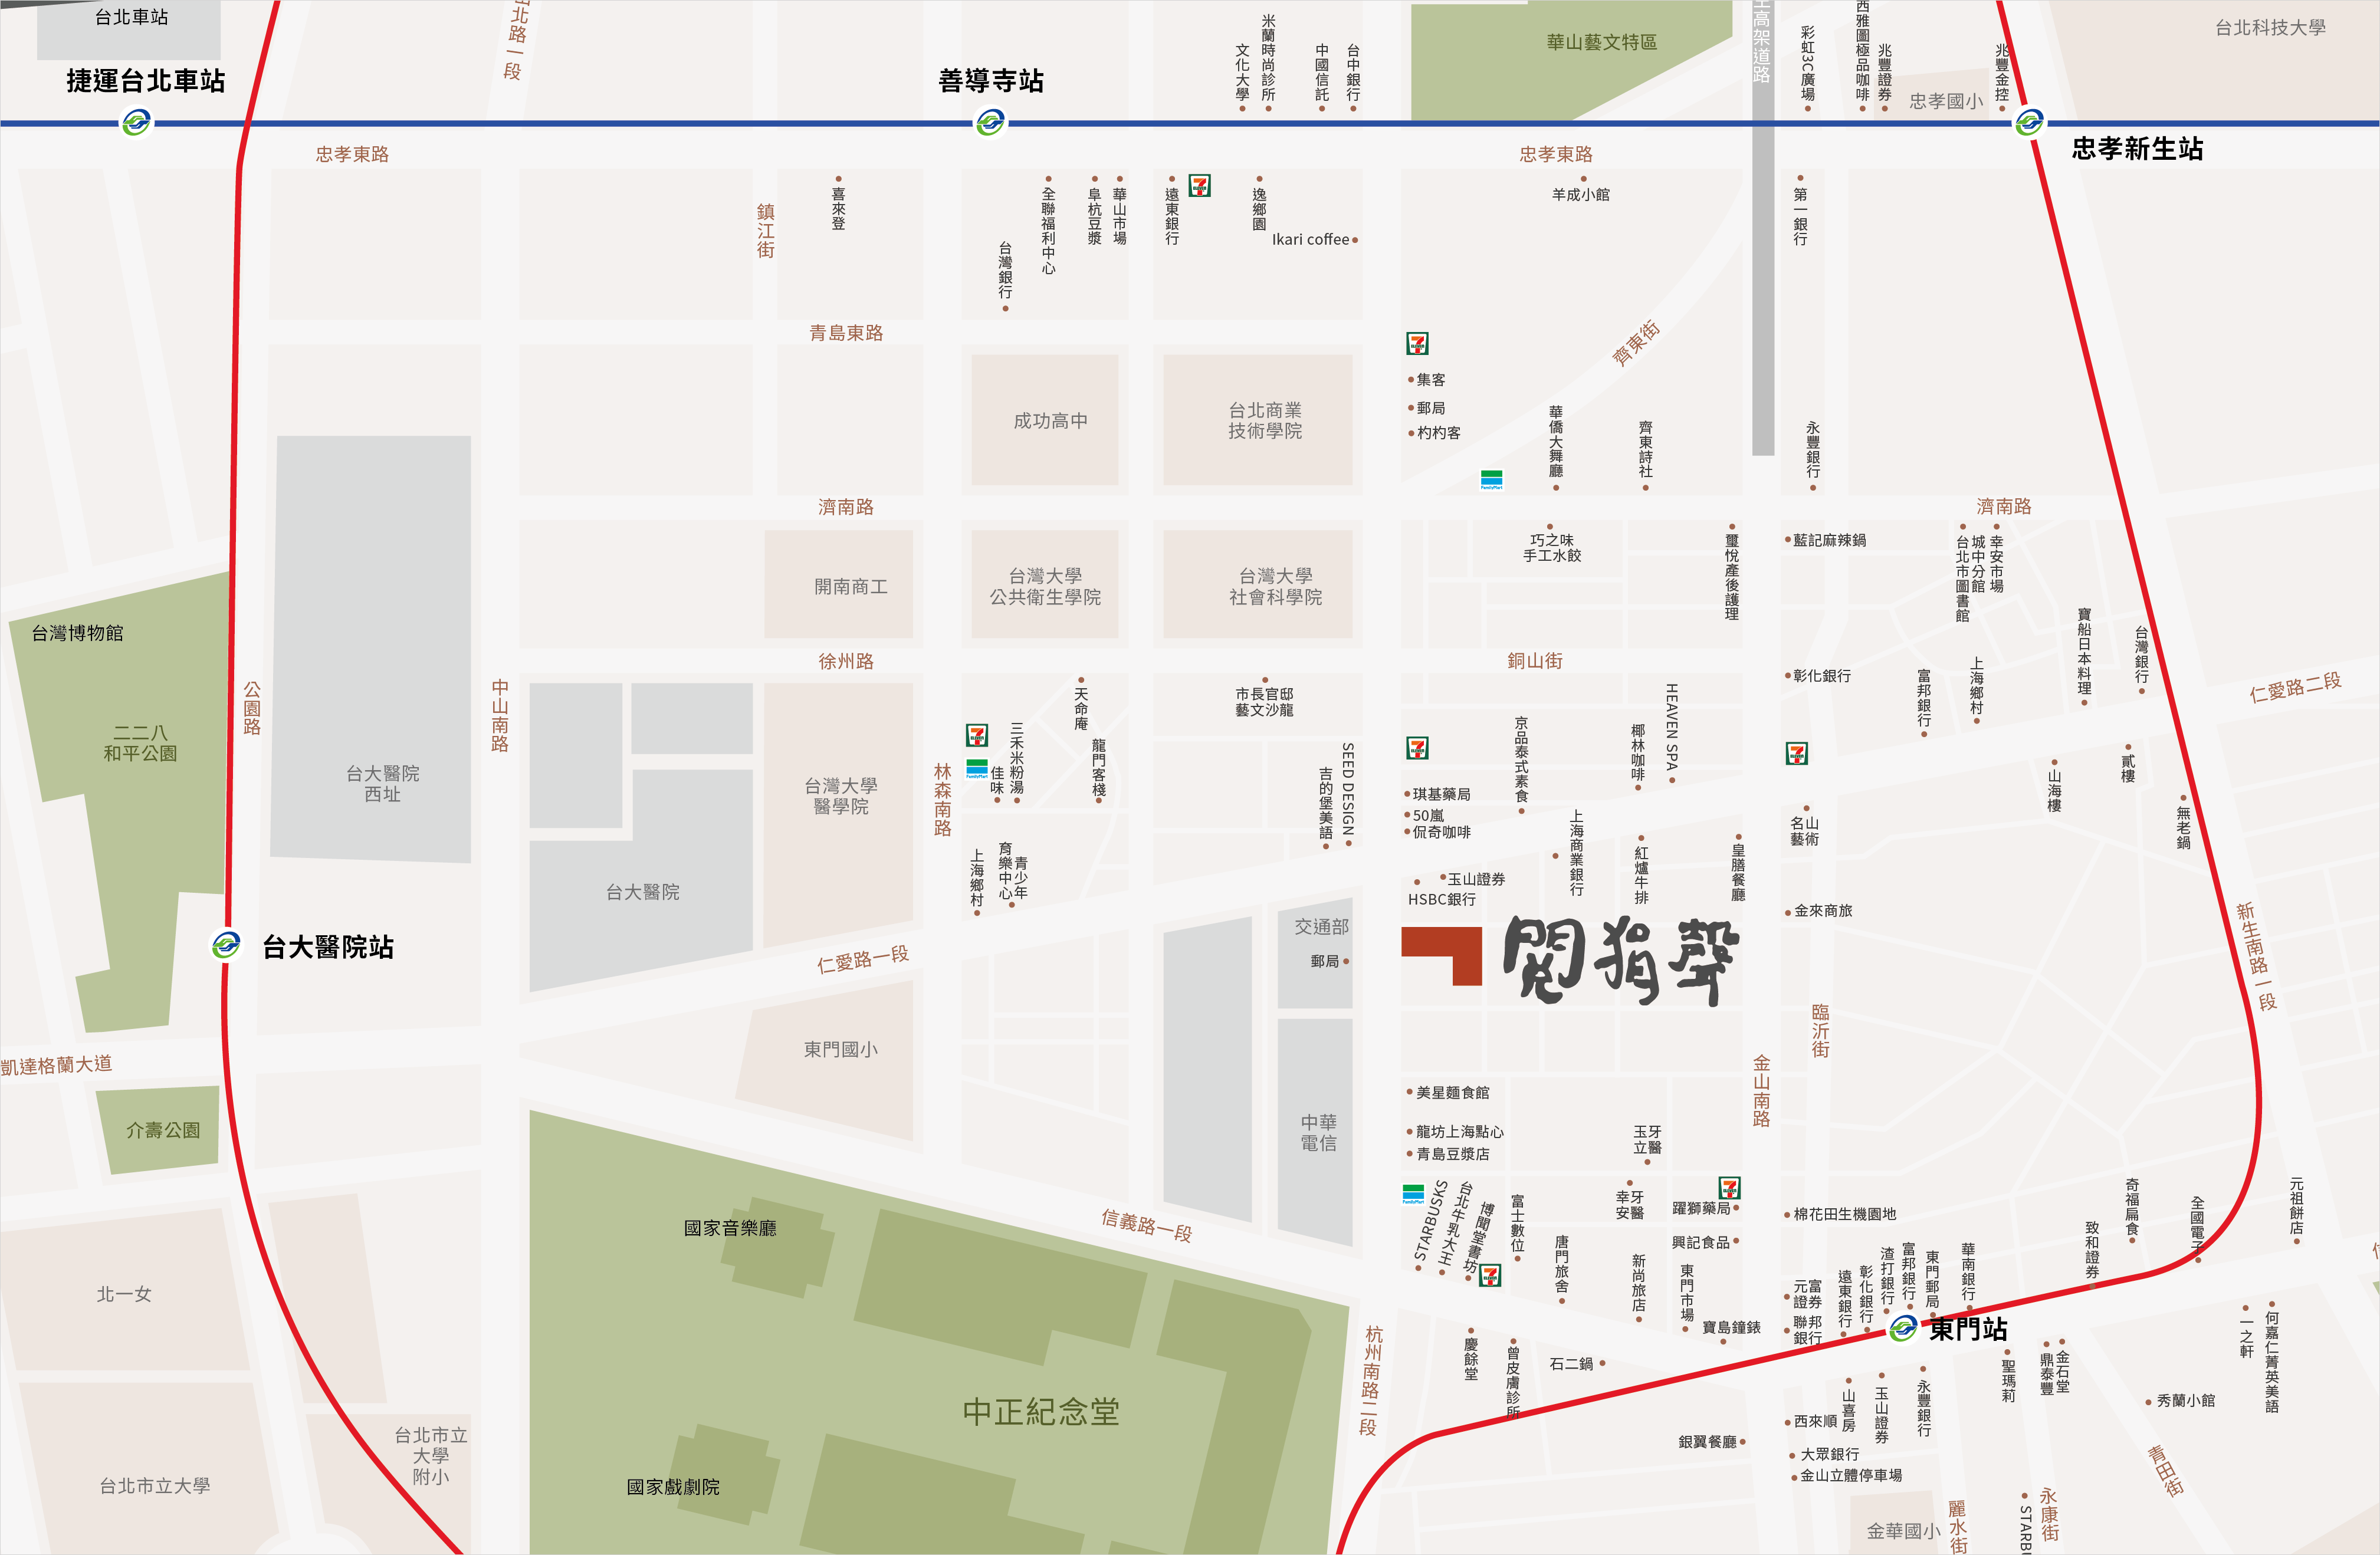 台北車站
捷運台北車站
善導寺站
忠孝新生站
台北科技大學
華山藝文特區
忠孝國小
北路一段
文化大學
米蘭時尚診所
中國信託
台中銀行
高架道路
彩虹3C廣場
西雅圖極品咖啡
兆豐證券
兆豐金控
忠孝東路
忠孝東路
鎮江街
喜來登
台灣銀行
全聯福利中心
阜杭豆漿
華山市場
遠東銀行
7
ELEVEN
逸鄉園
Ikari coffee
羊成小館
第一銀行
青島東路
齊東街
成功高中
台北商業
技術學院
7
ELEVEN
集客
郵局
杓杓客
FamilyMart
華僑大舞廳
齊東詩社
永豐銀行
濟南路
濟南路
開南商工
台灣大學
公共衛生學院
台灣大學
社會科學院
巧之味
手工水餃
璽悅產後護理
藍記麻辣鍋
台北市圖書館
城中分館
幸安市場
台灣博物館
二二八
和平公園
公園路
台大醫院
西址
中山南路
徐州路
銅山街
台灣大學
醫學院
台大醫院
林森南路
7
ELEVEN
FamilyMart
佳味
三禾米粉湯
天命庵
龍門客棧
上海鄉村
育樂中心
青少年
市長官邸
藝文沙龍
吉的堡美語
SEED DESIGN
7
ELEVEN
琪基藥局
50嵐
侃奇咖啡
京品泰式素食
椰林咖啡
HEAVEN SPA
上海商業銀行
紅爐牛排
皇膳餐廳
玉山證券
HSBC銀行
彰化銀行
7
ELEVEN
名山
藝術
富邦銀行
上海鄉村
寶船日本料理
台灣銀行
仁愛路二段
山海樓
貳樓
無老鍋
金來商旅
台大醫院站
仁愛路一段
交通部
郵局
閱狷聲
新生南路一段
臨沂街
金山南路
凱達格蘭大道
介壽公園
東門國小
中華
電信
美星麵食館
龍坊上海點心
青島豆漿店
玉牙
立醫
幸牙
安醫
7
ELEVEN
躍獅藥局
興記食品
FamilyMart
STARBUSKS
台北牛乳大王
博聞堂書坊
7
ELEVEN
富士數位
唐門旅舍
新尚旅店
東門市場
寶島鐘錶
棉花田生機園地
元富
證券
聯邦
銀行
遠東銀行
彰化銀行
渣打銀行
富邦銀行
東門郵局
華南銀行
致和證券
奇福扁食
全國電子
元祖餅店
東門站
國家音樂廳
信義路一段
北一女
中正紀念堂
杭州南路二段
慶餘堂
曾皮膚診所
石二鍋
銀翼餐廳
西來順
山喜房
玉山證券
永豐銀行
聖瑪莉
鼎泰豐
金石堂
一之軒
何嘉仁菁英美語
秀蘭小館
大眾銀行
金山立體停車場
台北市立
大學
附小
台北市立大學
國家戲劇院
金華國小
麗水街
STARB
永康街
青田街